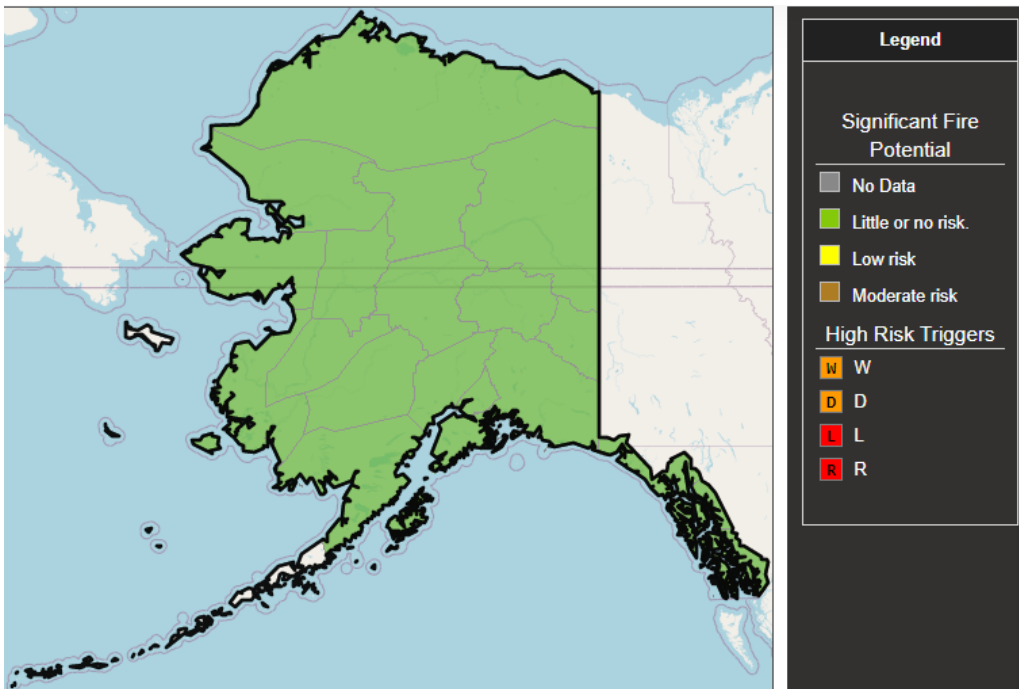 Legend
Significant Fire
Potential
No Data
Little or no risk.
Low risk
Moderate risk
High Risk Triggers
W W
D D
L L
R R